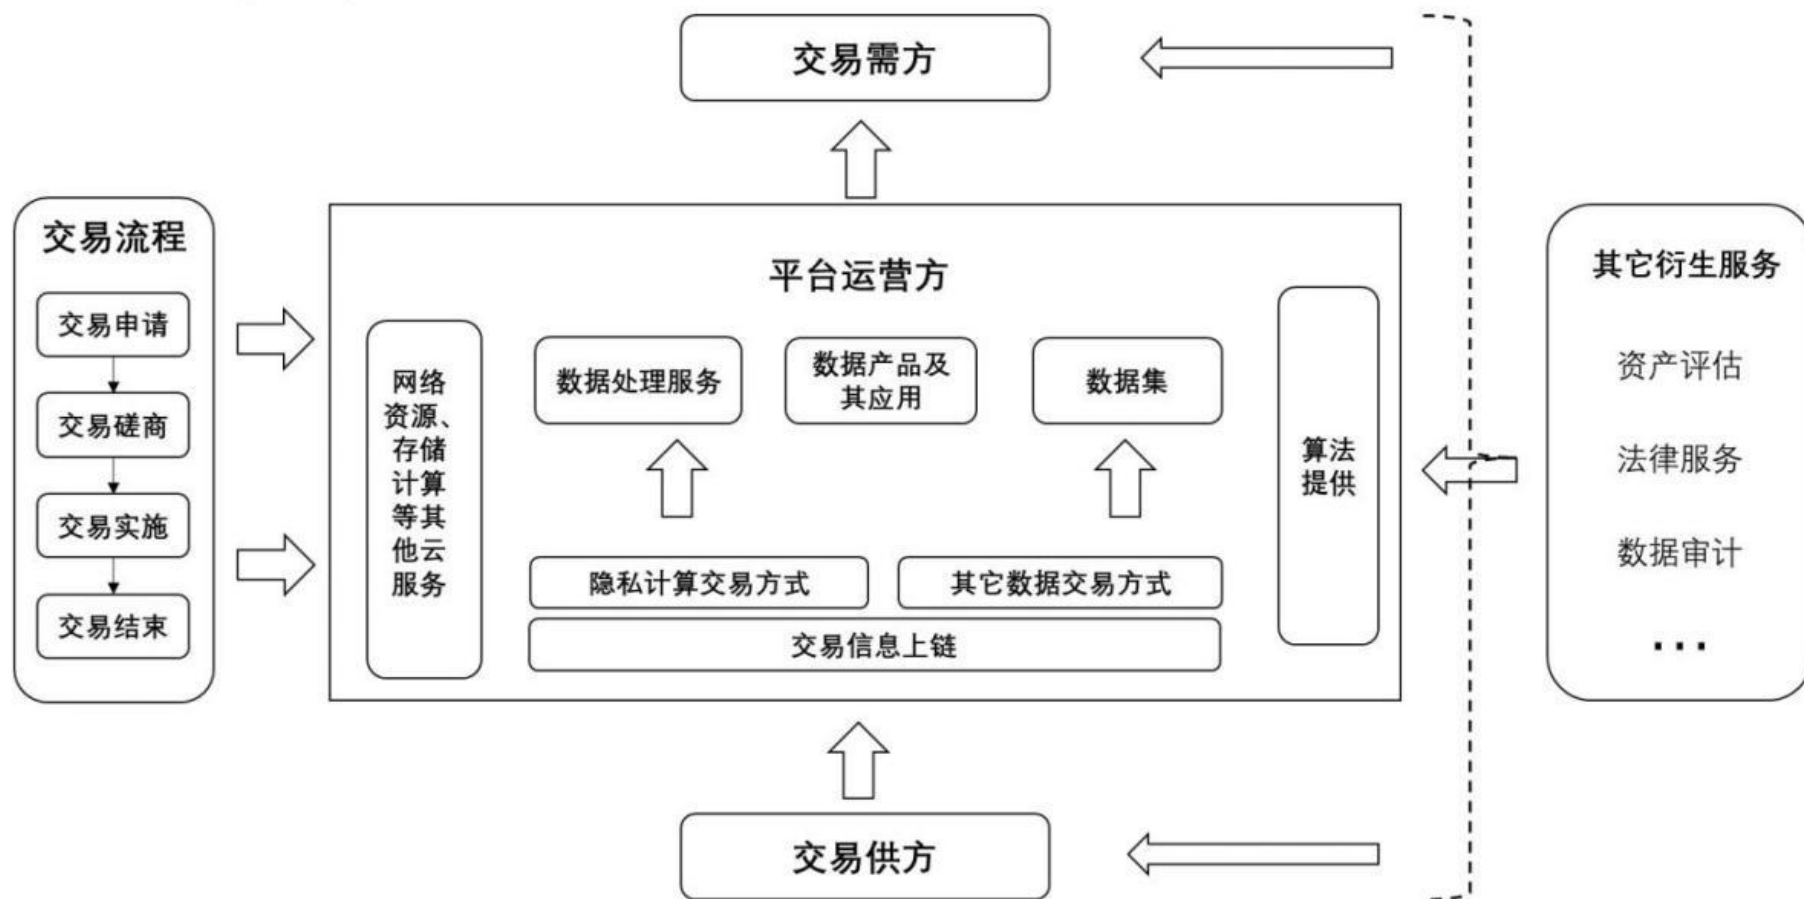 交易需方
交易流程
交易申请
交易磋商
交易实施
交易结束
平台运营方
网络
资源、
存储
计算
等其
他云
服务
数据处理服务
数据产品及
其应用
数据集
隐私计算交易方式
其它数据交易方式
交易信息上链
算法
提供
其它衍生服务
资产评估
法律服务
数据审计
...
交易供方